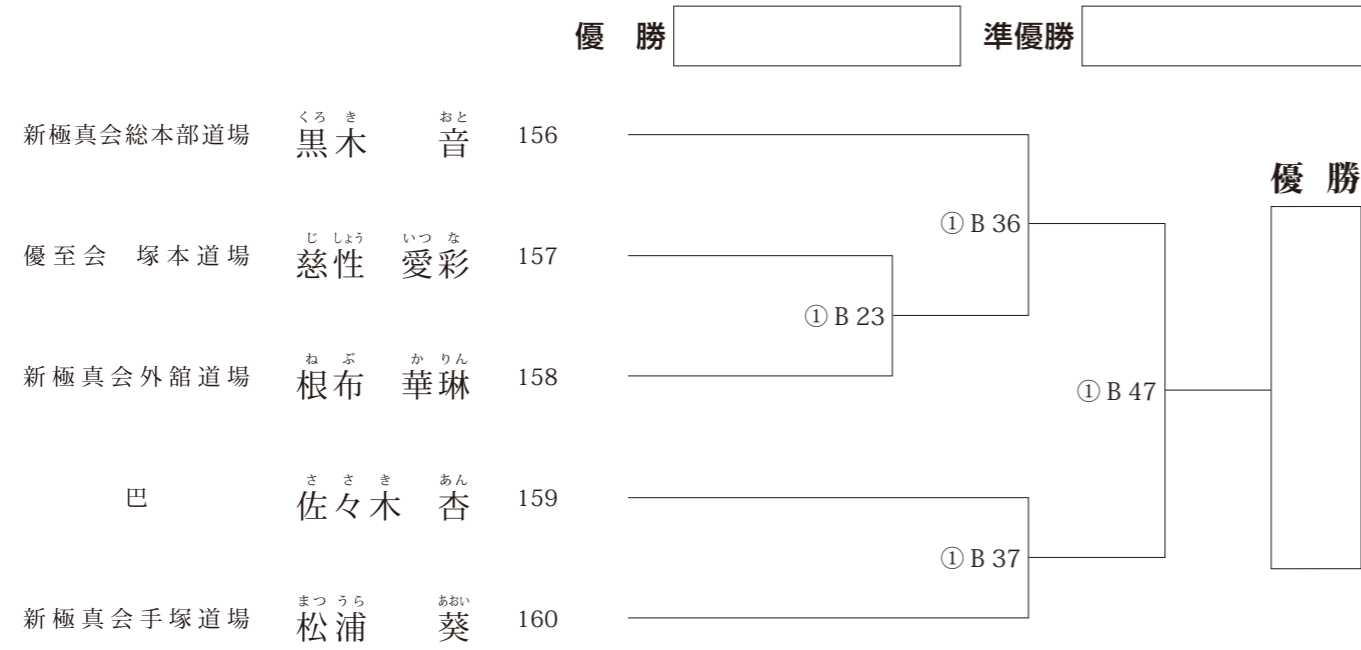 優　勝　準優勝
くろ き　おと
新極真会総本部道場　黒木　音　156
優 勝
① B 36
じ しょう　いつ な
優至会　塚本道場　慈性　愛彩　157
① B 23
ね ぶ　か りん
新極真会外舘道場　根布　華琳　158
① B 47
さ さ き　あん
巴　佐々木　杏　159
① B 37
まつ うら　あおい
新極真会手塚道場　松浦　葵　160